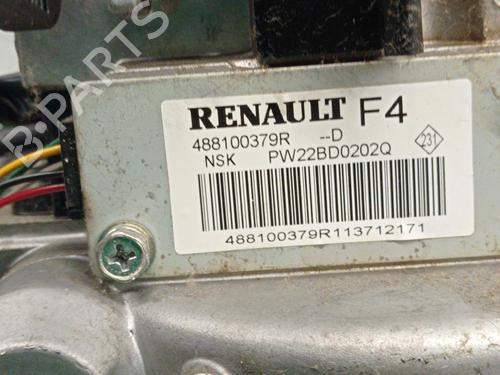 RENAULT F4
488100379R --D
NSK PW22BD0202Q
231
488100379R113712171
B-PARTS